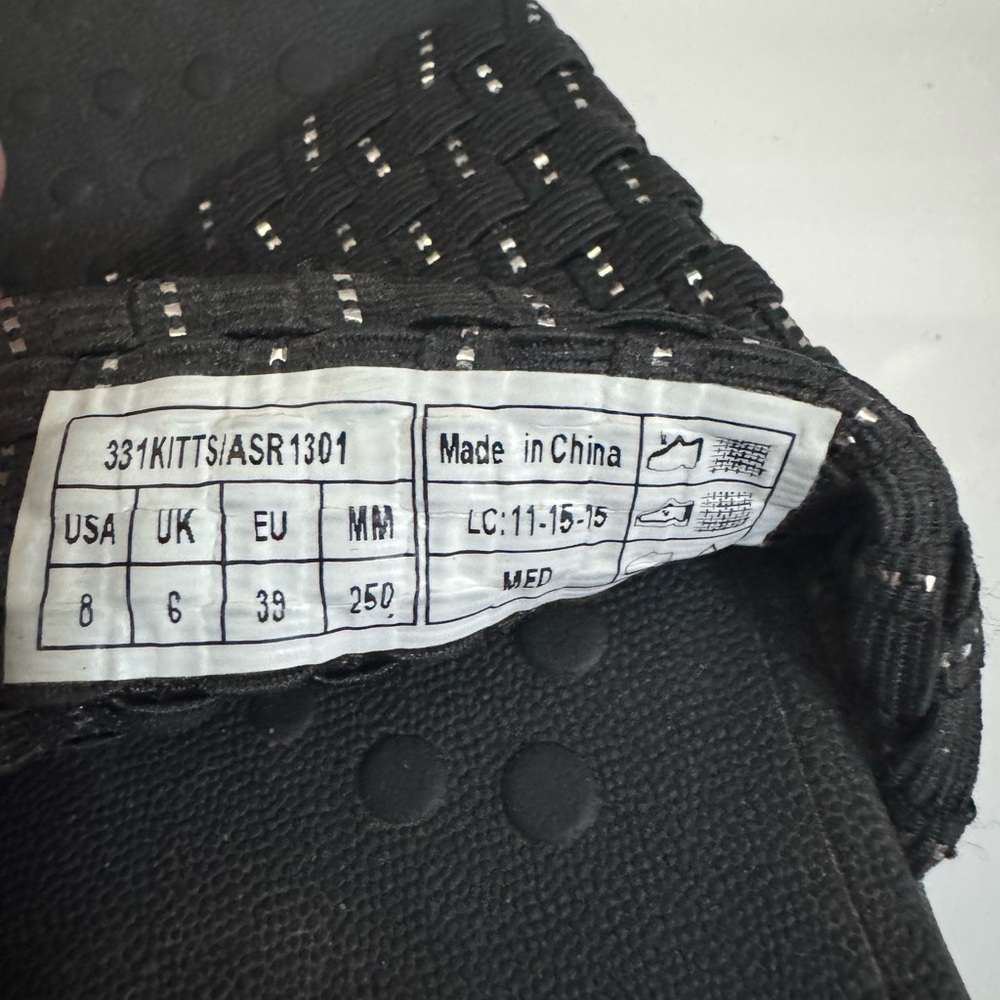 331KITTS/ASR1301
USA UK EU MM
8 6 39 250
Made in China
LC:11-15-15
MED